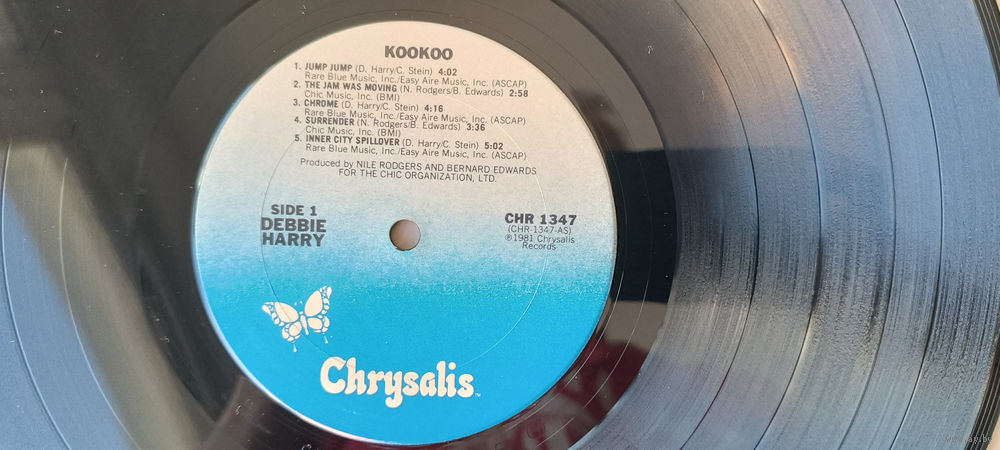 KOOKOO
1. JUMP JUMP (D. Harry/C. Stein) 4:02
Rare Blue Music, Inc./Easy Aire Music, Inc. (ASCAP)
2. THE JAM WAS MOVING (N. Rodgers/B. Edwards) 2:58
Chic Music, Inc. (BMI)
3. CHROME (D. Harry/C. Stein) 4:16
Rare Blue Music, Inc./Easy Aire Music, Inc. (ASCAP)
4. SURRENDER (N. Rodgers/B. Edwards) 3:36
Chic Music, Inc. (BMI)
5. INNER CITY SPILLOVER (D. Harry/C. Stein) 5:02
Rare Blue Music, Inc./Easy Aire Music, Inc. (ASCAP)
Produced by NILE RODGERS AND BERNARD EDWARDS
FOR THE CHIC ORGANIZATION, LTD.
SIDE 1
DEBBIE
HARRY
CHR 1347
(CHR-1347-AS)
℗1981 Chrysalis
Records
Chrysalis™